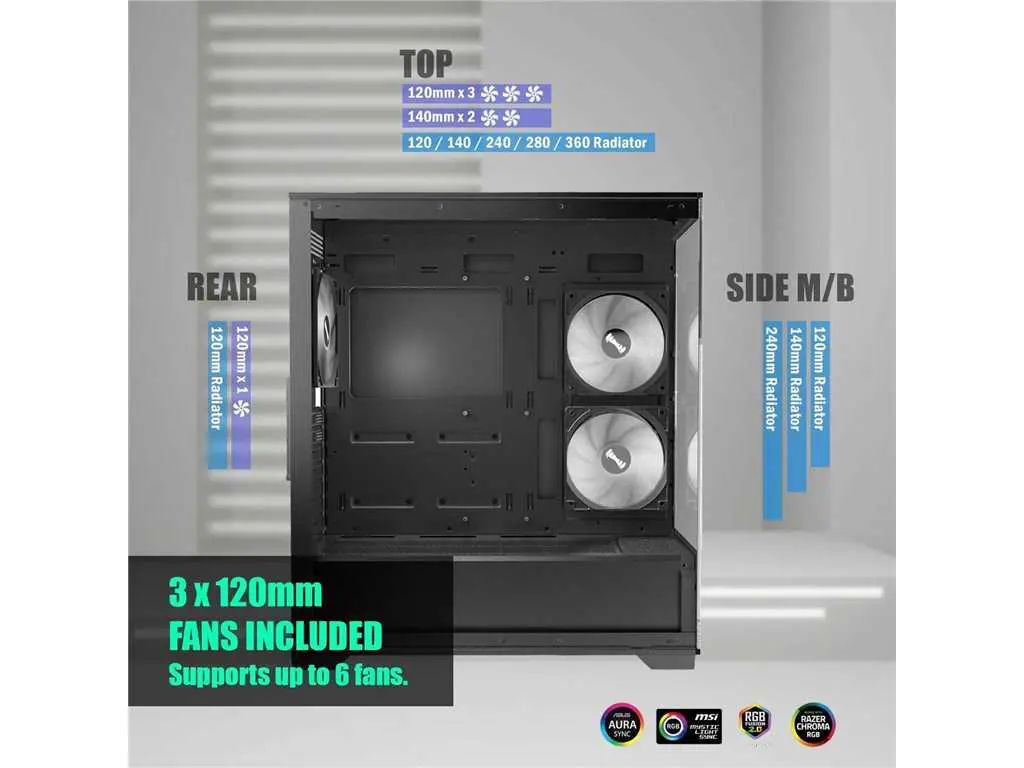 TOP
120mm x 3
140mm x 2
120 / 140 / 240 / 280 / 360 Radiator
REAR
120mm Radiator
120mm x 1
SIDE M/B
240mm Radiator
140mm Radiator
120mm Radiator
3 x 120mm
FANS INCLUDED
Supports up to 6 fans.
ASUS
AURA
SYNC
RGB
msi
MYSTIC
LIGHT
SYNC
RGB
FUSION
2.0
RAZER
CHROMA
RGB